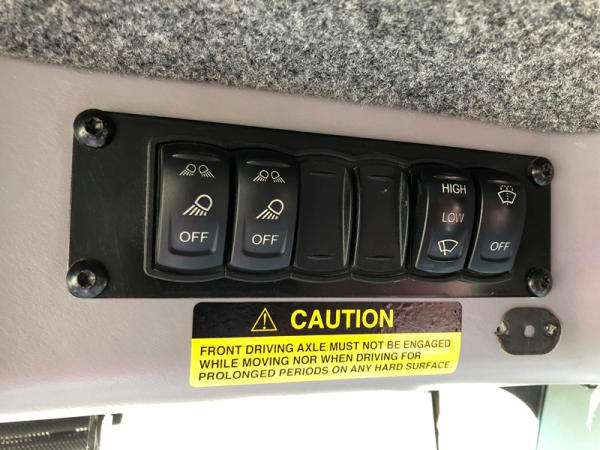 OFF
OFF
HIGH
LOW
OFF
CAUTION
FRONT DRIVING AXLE MUST NOT BE ENGAGED
WHILE MOVING NOR WHEN DRIVING FOR
PROLONGED PERIODS ON ANY HARD SURFACE.